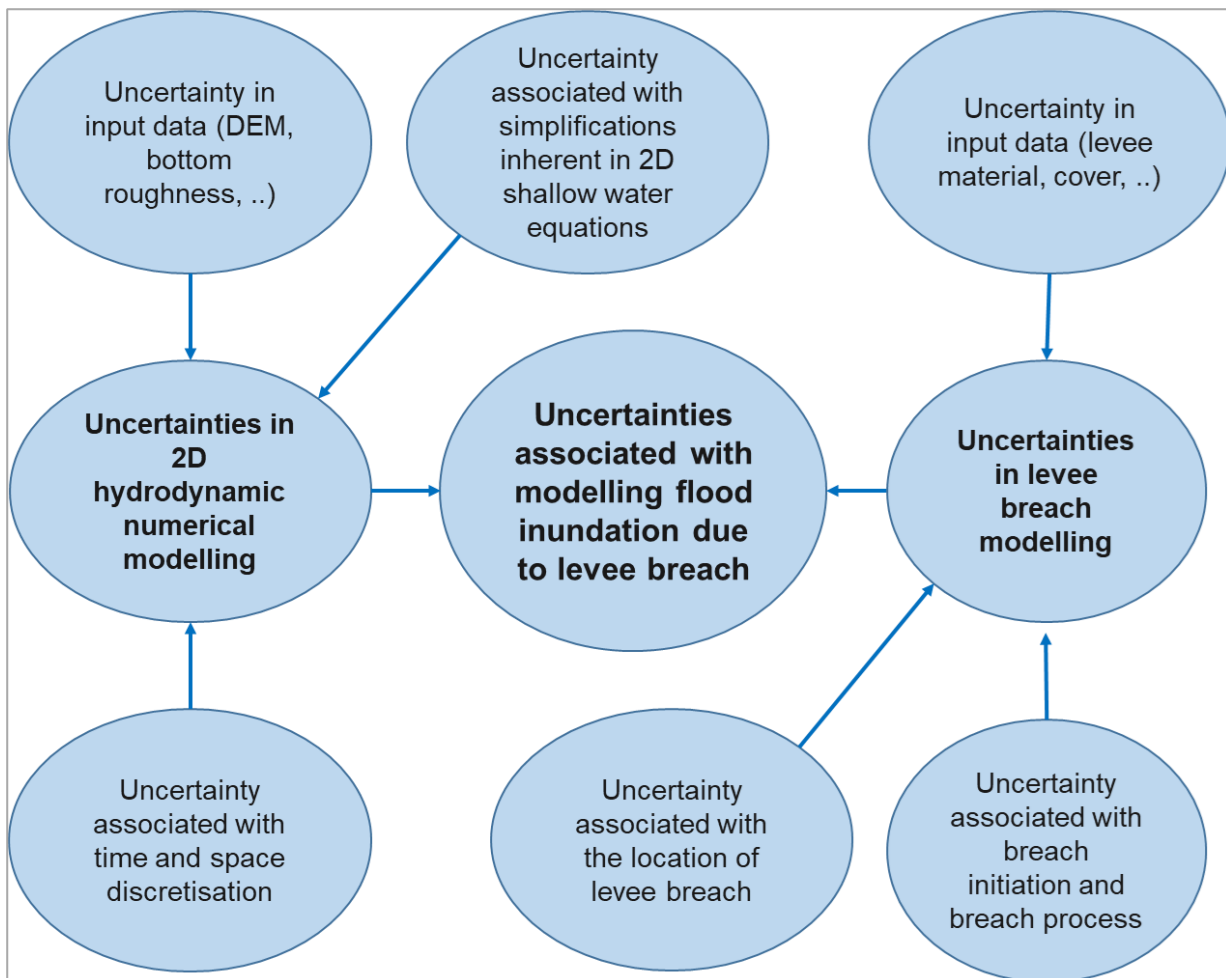 Uncertainty in
input data (DEM,
bottom
roughness, ..)
Uncertainty
associated with
simplifications
inherent in 2D
shallow water
equations
Uncertainty in
input data (levee
material, cover, ..)
Uncertainties in
2D
hydrodynamic
numerical
modelling
Uncertainties
associated with
modelling flood
inundation due
to levee breach
Uncertainties
in levee
breach
modelling
Uncertainty
associated with
time and space
discretisation
Uncertainty
associated with
the location of
levee breach
Uncertainty
associated with
breach
initiation and
breach process